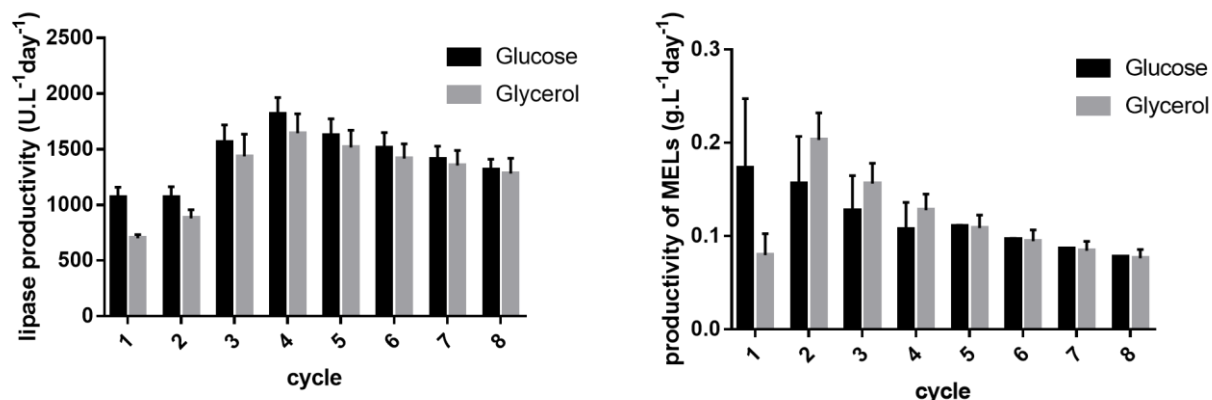 lipase productivity (U.L⁻¹day⁻¹)
2500
2000
1500
1000
500
0
Glucose
Glycerol
1 2 3 4 5 6 7 8
cycle
productivity of MELs (g.L⁻¹day⁻¹)
0.3
0.2
0.1
0.0
Glucose
Glycerol
1 2 3 4 5 6 7 8
cycle